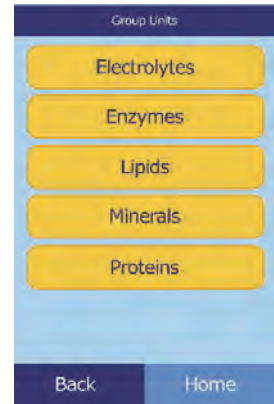 Group Units
Electrolytes
Enzymes
Lipids
Minerals
Proteins
Back Home